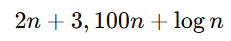 2n + 3, 100n + log n